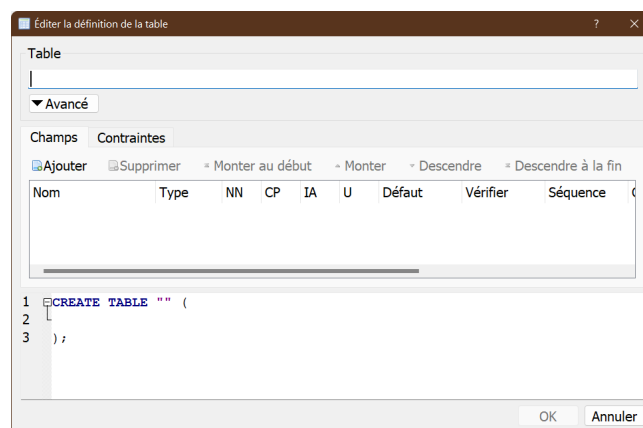 Éditer la définition de la table ?
Table
Avancé
Champs Contraintes
Ajouter Supprimer Monter au début Monter Descendre Descendre à la fin
Nom Type NN CP IA U Défaut Vérifier Séquence
1 CREATE TABLE "" (
2
3 );
OK Annuler